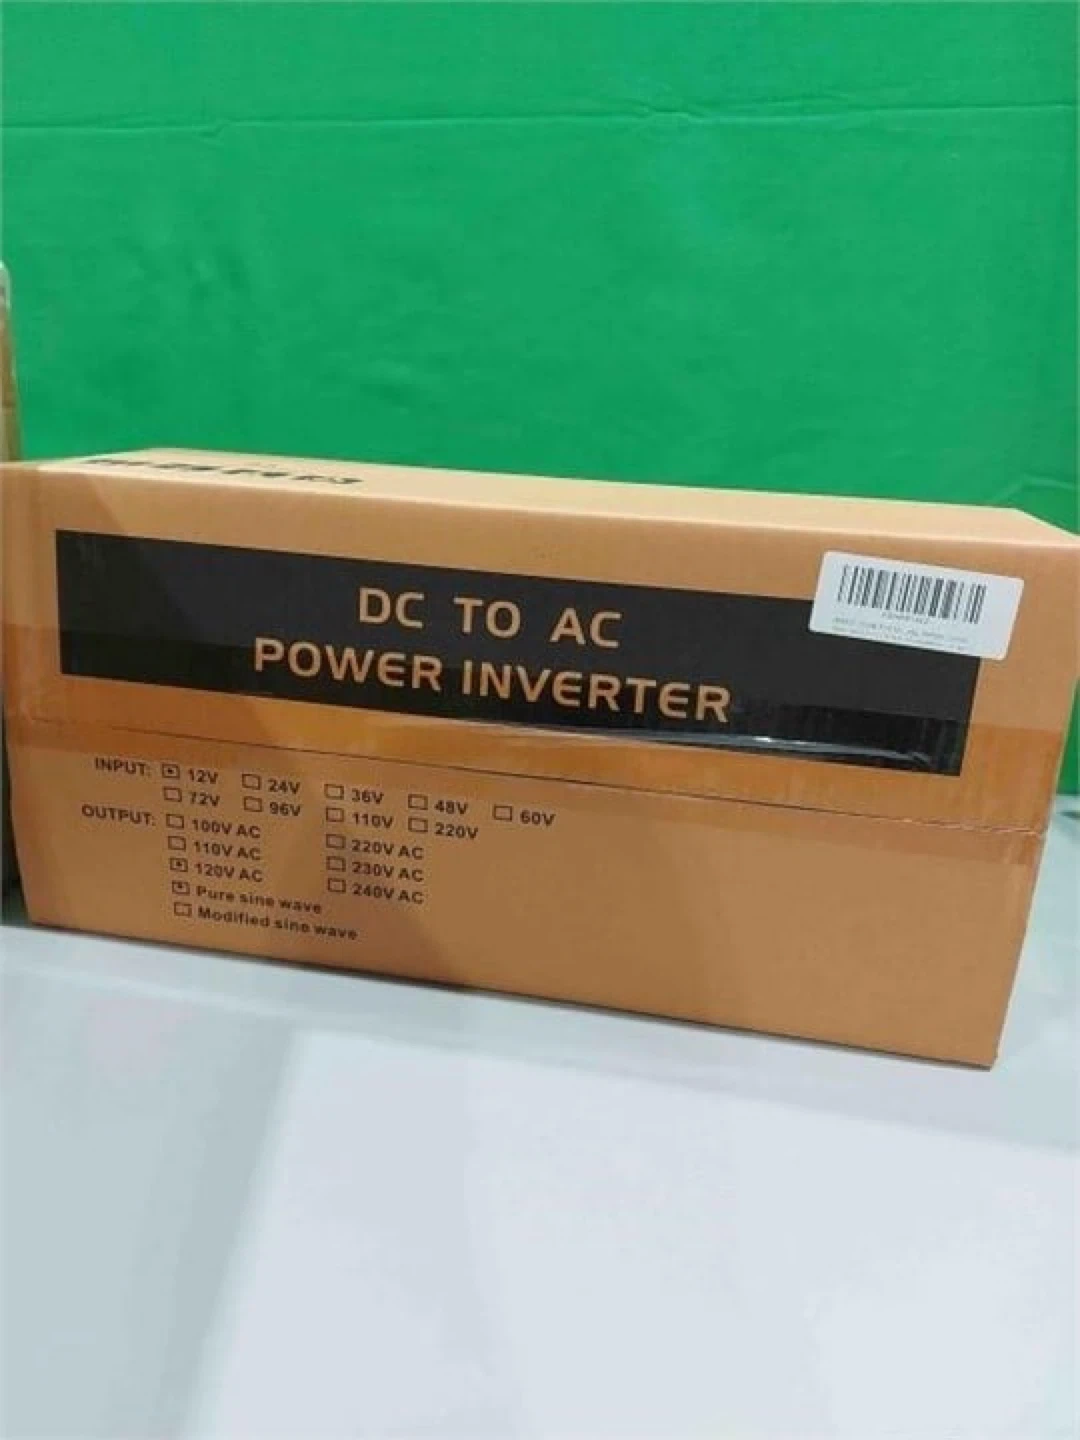 DC TO AC
POWER INVERTER
INPUT: 12V 24V 36V 48V 60V
72V 96V 110V 220V
OUTPUT: 100V AC 220V AC
110V AC 230V AC
120V AC 240V AC
Pure sine wave
Modified sine wave